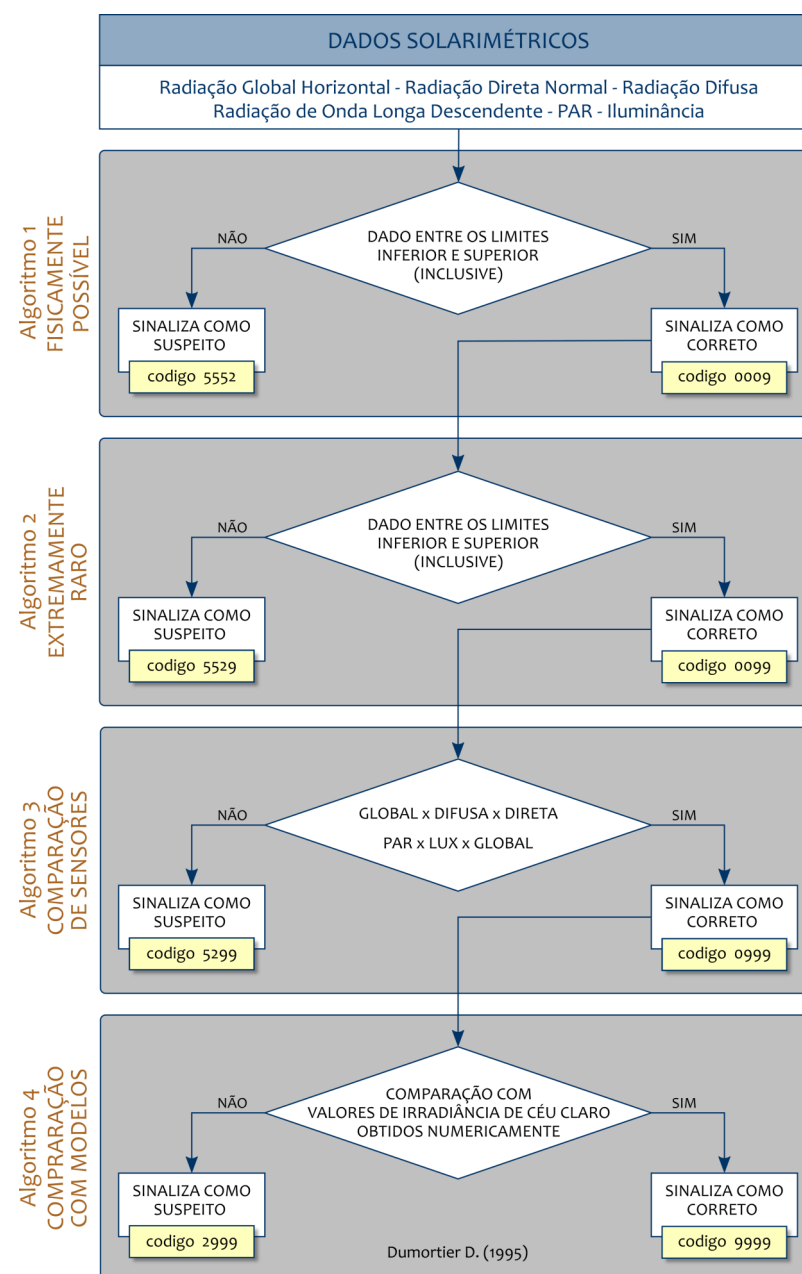 DADOS SOLARIMÉTRICOS
Radiação Global Horizontal - Radiação Direta Normal - Radiação Difusa
Radiação de Onda Longa Descendente - PAR - Iluminância
Algoritmo 1
FISICAMENTE
POSSÍVEL
DADO ENTRE OS LIMITES
INFERIOR E SUPERIOR
(INCLUSIVE)
NÃO
SIM
SINALIZA COMO
SUSPEITO
codigo 5552
SINALIZA COMO
CORRETO
codigo 0009
Algoritmo 2
EXTREMAMENTE
RARO
DADO ENTRE OS LIMITES
INFERIOR E SUPERIOR
(INCLUSIVE)
NÃO
SIM
SINALIZA COMO
SUSPEITO
codigo 5529
SINALIZA COMO
CORRETO
codigo 0099
Algoritmo 3
COMPARAÇÃO
DE SENSORES
GLOBAL x DIFUSA x DIRETA
PAR x LUX x GLOBAL
NÃO
SIM
SINALIZA COMO
SUSPEITO
codigo 5299
SINALIZA COMO
CORRETO
codigo 0999
Algoritmo 4
COMPRARAÇÃO
COM MODELOS
COMPARAÇÃO COM
VALORES DE IRRADIÂNCIA DE CÉU CLARO
OBTIDOS NUMERICAMENTE
NÃO
SIM
SINALIZA COMO
SUSPEITO
codigo 2999
SINALIZA COMO
CORRETO
codigo 9999
Dumortier D. (1995)